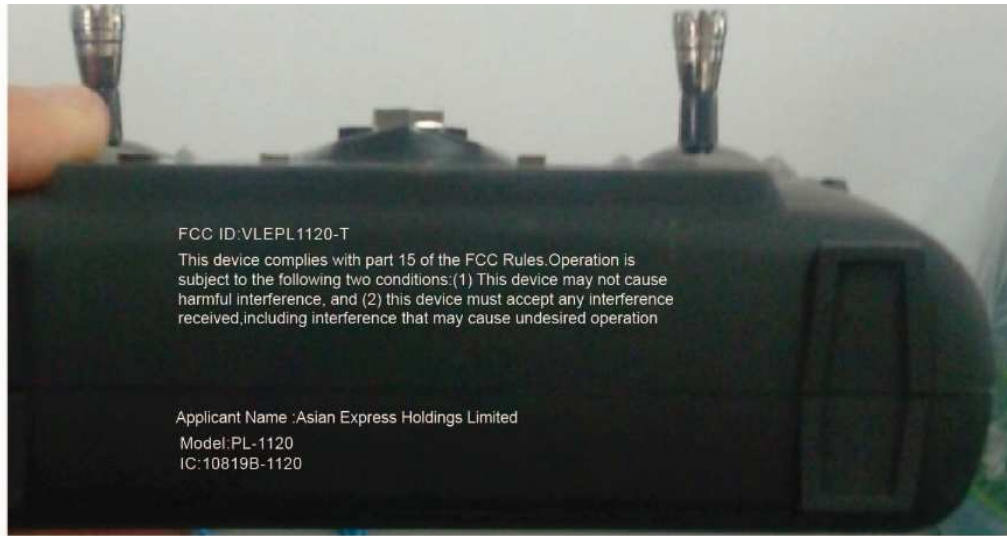 FCC ID:VLEPL1120-T
This device complies with part 15 of the FCC Rules.Operation is
subject to the following two conditions:(1) This device may not cause
harmful interference, and (2) this device must accept any interference
received,including interference that may cause undesired operation
Applicant Name :Asian Express Holdings Limited
Model:PL-1120
IC:10819B-1120